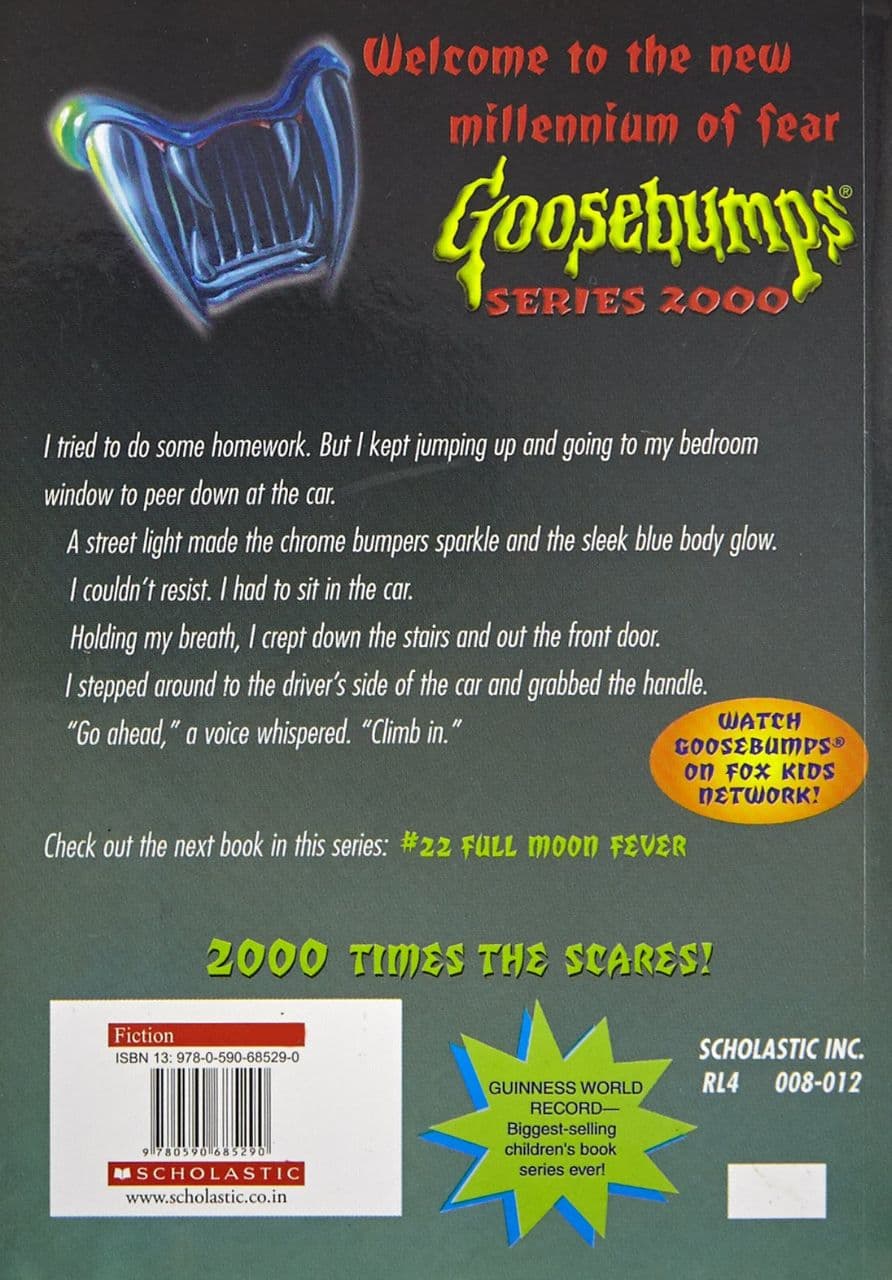 Welcome to the new
millennium of fear
Goosebumps®
SERIES 2000
I tried to do some homework. But I kept jumping up and going to my bedroom
window to peer down at the car.
A street light made the chrome bumpers sparkle and the sleek blue body glow.
I couldn't resist. I had to sit in the car.
Holding my breath, I crept down the stairs and out the front door.
I stepped around to the driver's side of the car and grabbed the handle.
"Go ahead," a voice whispered. "Climb in."
WATCH
GOOSEBUMPS®
ON FOX KIDS
NETWORK!
Check out the next book in this series: #22 FULL MOON FEVER
2000 TIMES THE SCARES!
Fiction
ISBN 13: 978-0-590-68529-0
9 780590 685290
SCHOLASTIC
www.scholastic.co.in
GUINNESS WORLD
RECORD—
Biggest-selling
children's book
series ever!
SCHOLASTIC INC.
RL4 008-012